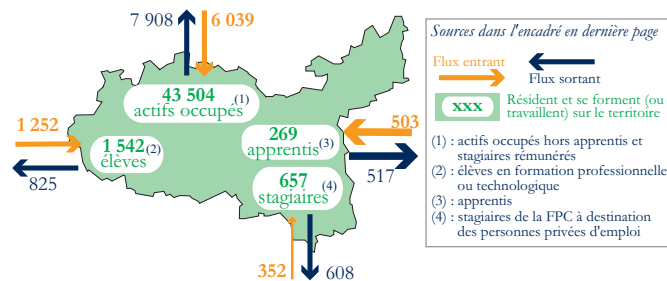 7 908
6 039
43 504
actifs occupés (1)
1 252
1 542
élèves (2)
825
269
apprentis(3)
503
517
657
stagiaires (4)
352
608
Sources dans l'encadré en dernière page
Flux entrant
Flux sortant
xxx
Résident et se forment (ou
travaillent) sur le territoire
(1) : actifs occupés hors apprentis et
stagiaires rémunérés
(2) : élèves en formation professionnelle
ou technologique
(3) : apprentis
(4) : stagiaires de la FPC à destination
des personnes privées d'emploi